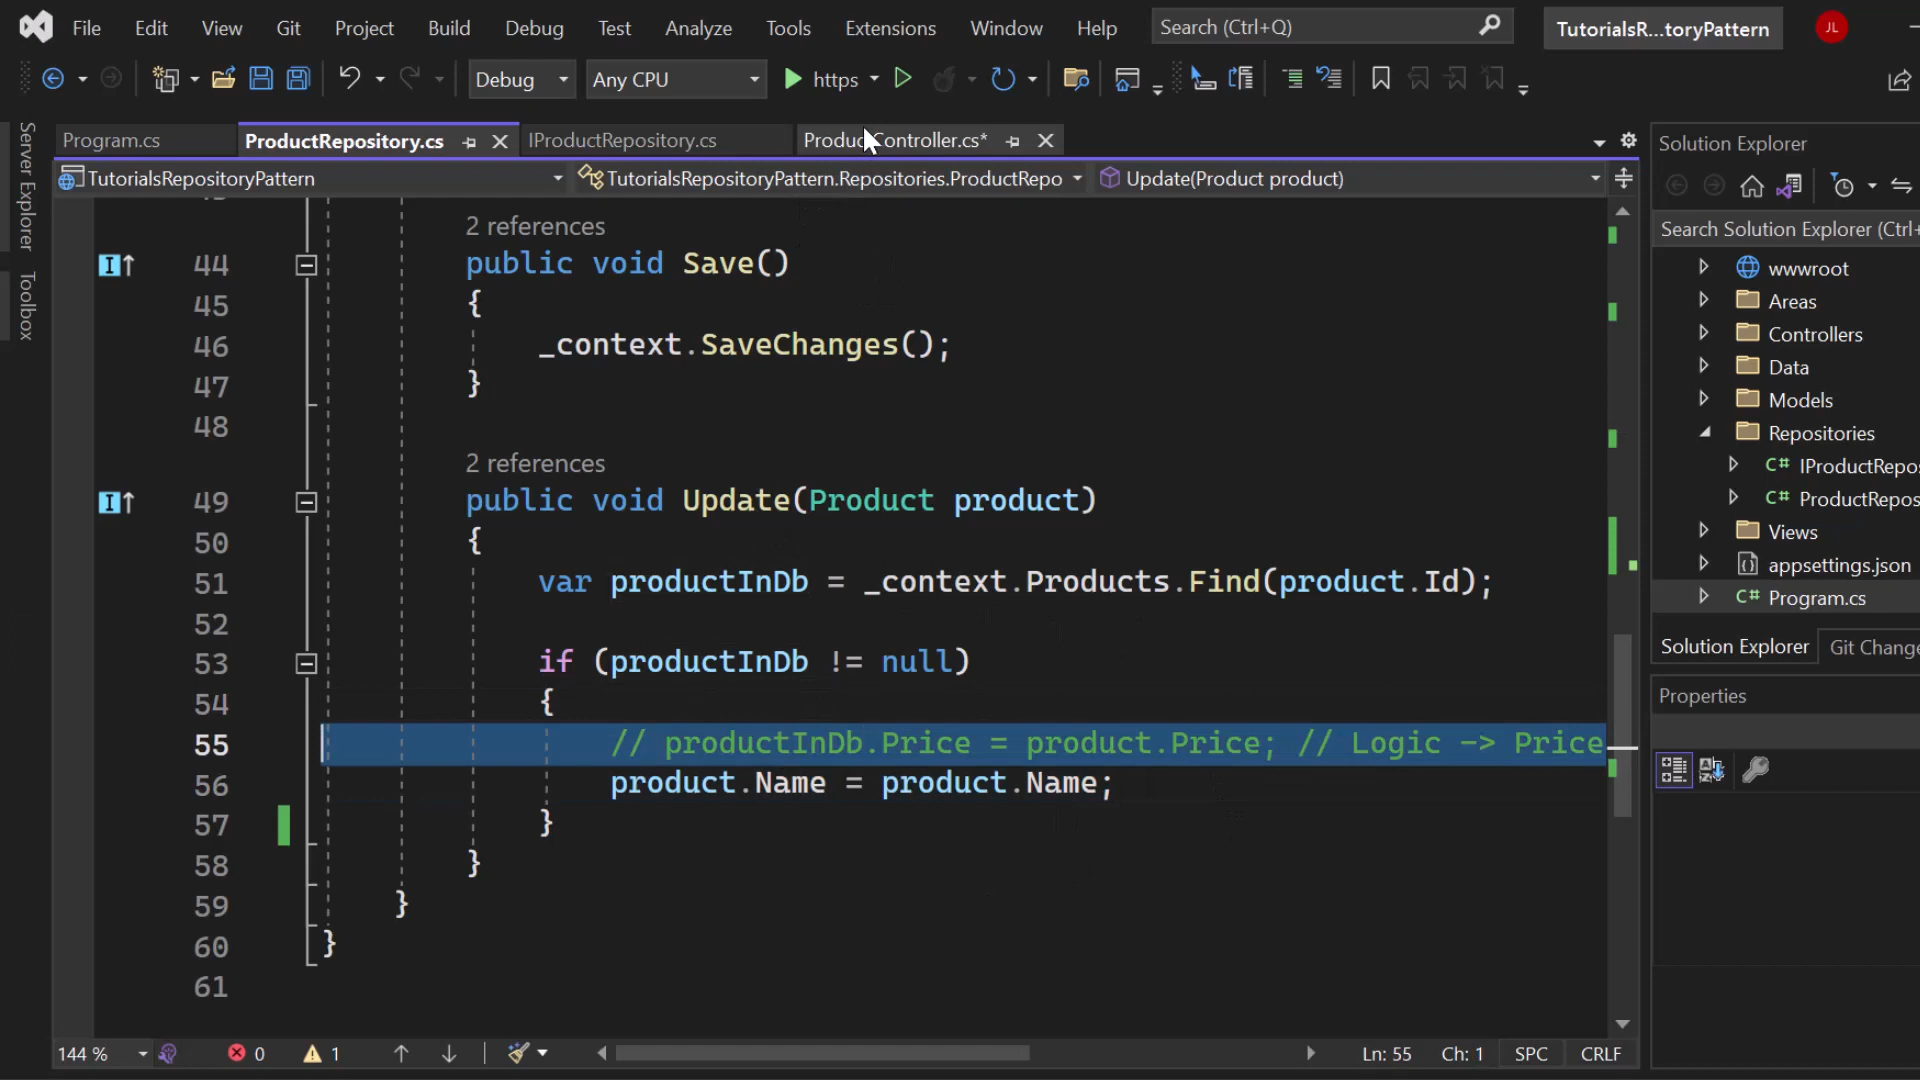 File Edit View Git Project Build Debug Test Analyze Tools Extensions Window Help Search (Ctrl+Q) TutorialsR...toryPattern JL
Debug Any CPU https
Server Explorer
Toolbox
Program.cs ProductRepository.cs IProductRepository.cs ProductController.cs*
TutorialsRepositoryPattern TutorialsRepositoryPattern.Repositories.ProductRepo Update(Product product)
2 references
44 public void Save()
45 {
46 _context.SaveChanges();
47 }
48
2 references
49 public void Update(Product product)
50 {
51 var productInDb = _context.Products.Find(product.Id);
52
53 if (productInDb != null)
54 {
55 // productInDb.Price = product.Price; // Logic -> Price
56 product.Name = product.Name;
57 }
58 }
59 }
60 }
61
144 % 0 1 Ln: 55 Ch: 1 SPC CRLF
Solution Explorer
Search Solution Explorer (Ctrl+
wwwroot
Areas
Controllers
Data
Models
Repositories
C# IProductRepos
C# ProductRepos
Views
appsettings.json
C# Program.cs
Solution Explorer Git Change
Properties